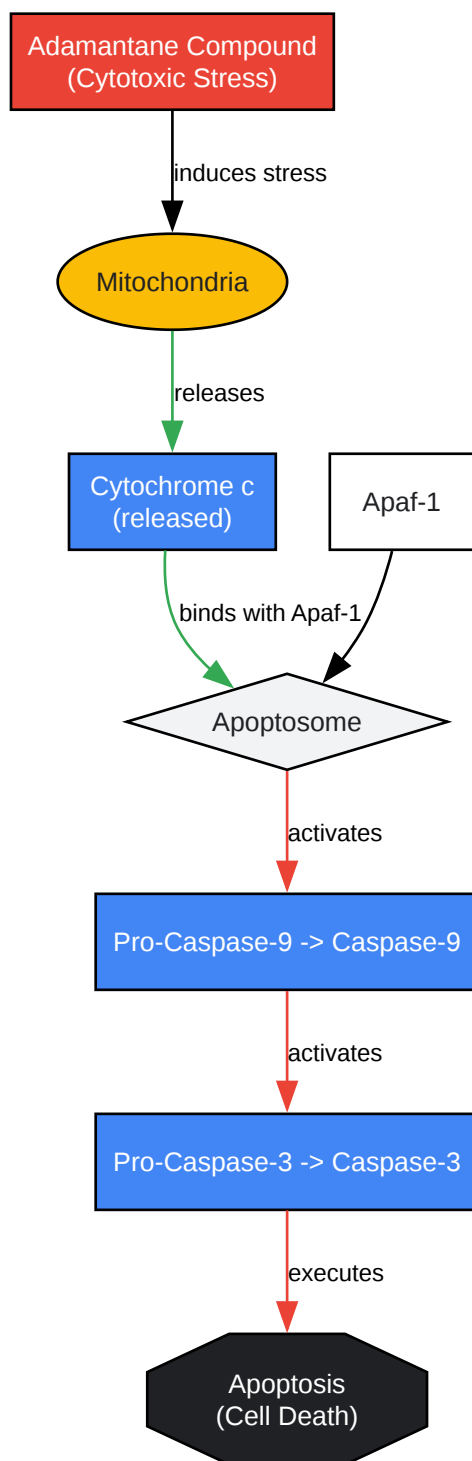 Adamantane Compound
(Cytotoxic Stress)
induces stress
Mitochondria
releases
Cytochrome c
(released)
Apaf-1
binds with Apaf-1
Apoptosome
activates
Pro-Caspase-9 -> Caspase-9
activates
Pro-Caspase-3 -> Caspase-3
executes
Apoptosis
(Cell Death)